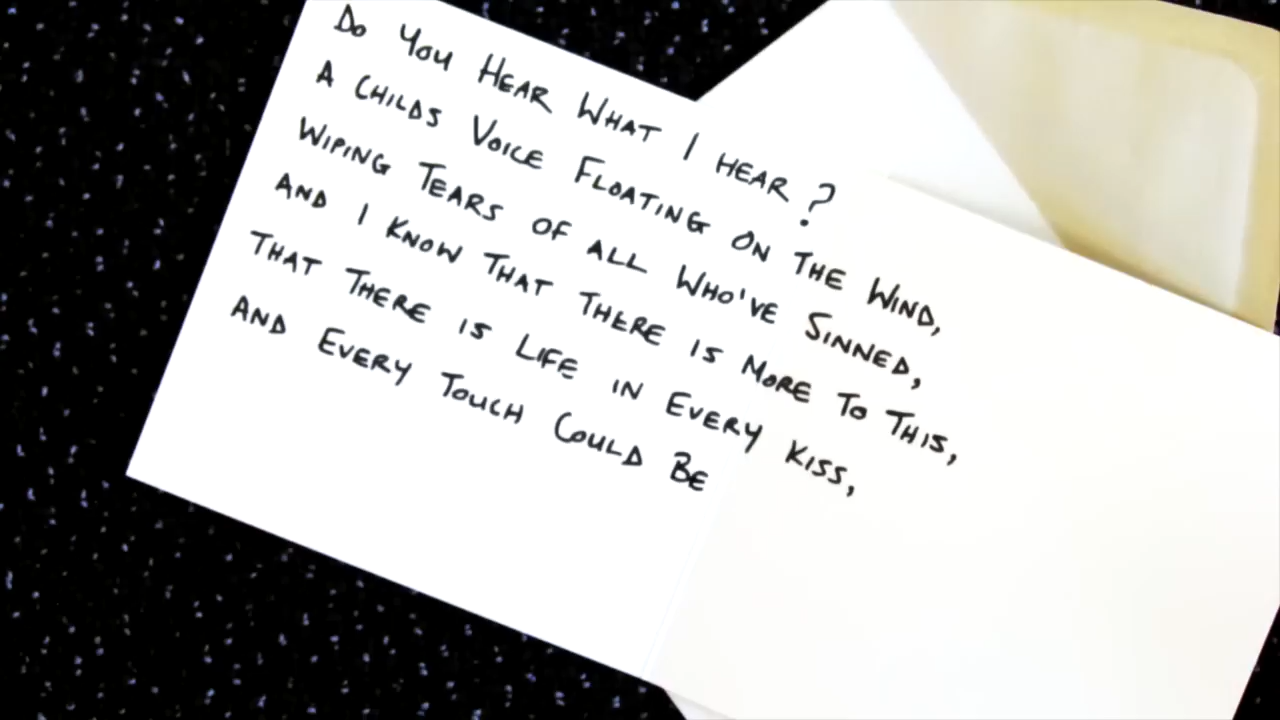 Do You Hear What I Hear?
A Childs Voice Floating On The Wind,
Wiping Tears Of All Who've Sinned,
And I Know That There Is More To This,
That There Is Life In Every Kiss,
And Every Touch Could Be